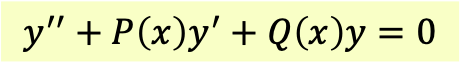 y′′ + P(x)y′ + Q(x)y = 0